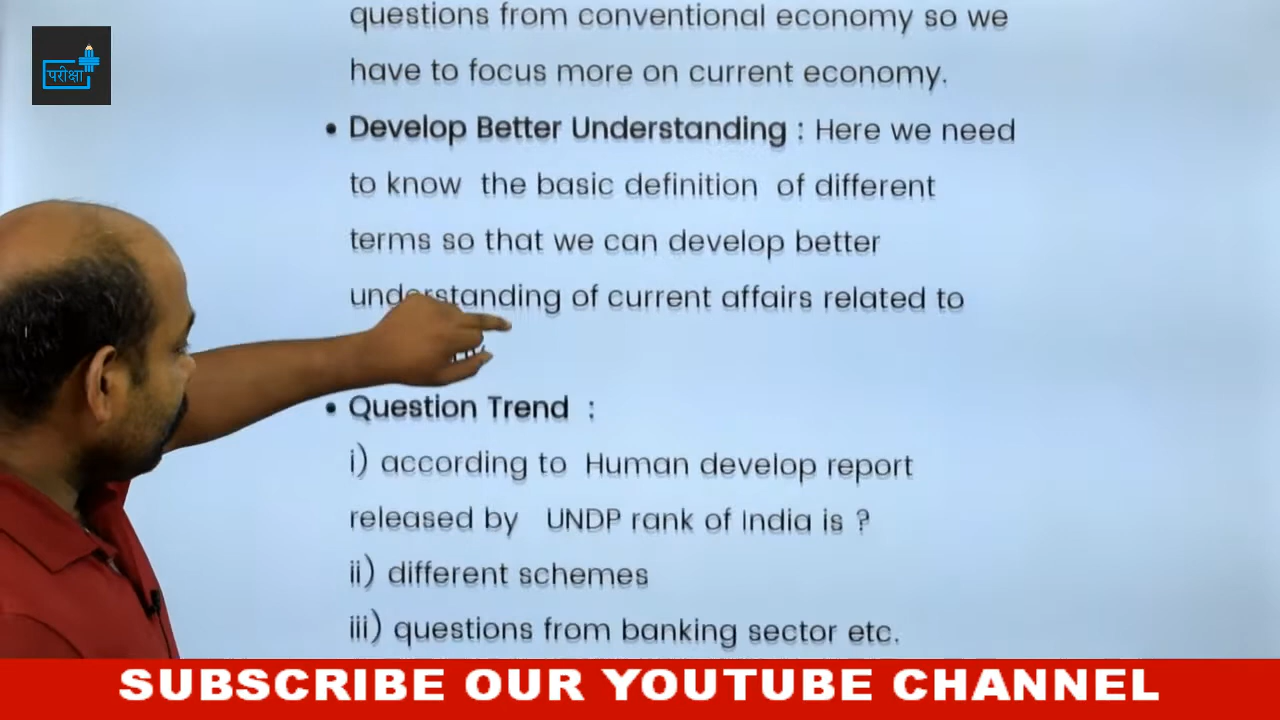 questions from conventional economy so we
परीक्षा
have to focus more on current economy.
• Develop Better Understanding : Here we need
to know the basic definition of different
terms so that we can develop better
understanding of current affairs related to
• Question Trend :
i) according to Human develop report
released by UNDP rank of India is ?
ii) different schemes
iii) questions from banking sector etc.
SUBSCRIBE OUR YOUTUBE CHANNEL